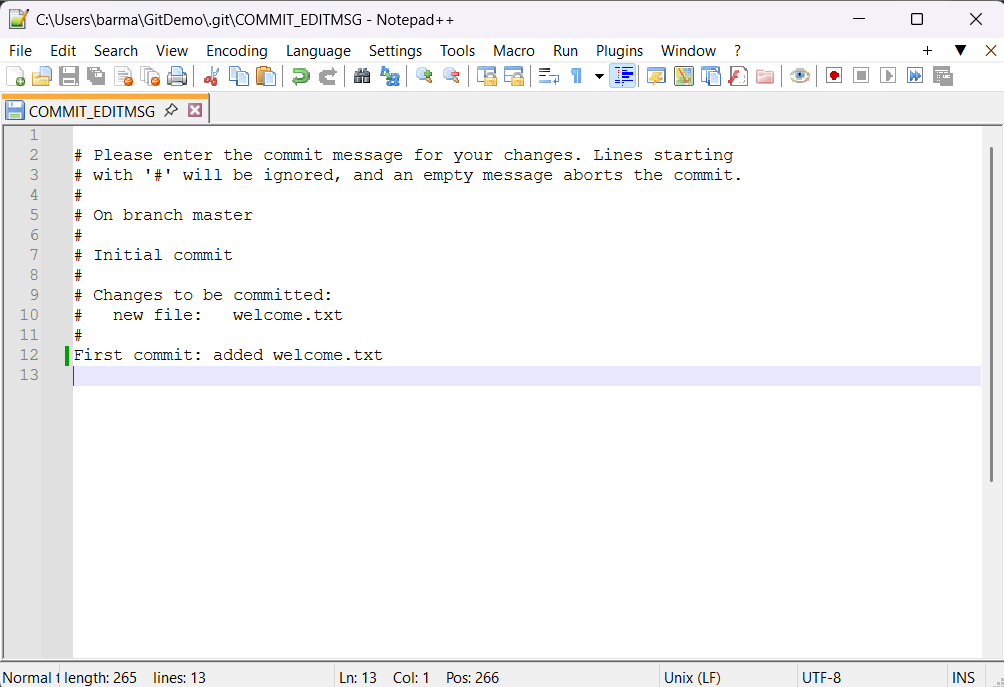 C:\Users\barma\GitDemo\.git\COMMIT_EDITMSG - Notepad++
File Edit Search View Encoding Language Settings Tools Macro Run Plugins Window ? + ▼ X
COMMIT_EDITMSG
1
2 # Please enter the commit message for your changes. Lines starting
3 # with '#' will be ignored, and an empty message aborts the commit.
4 #
5 # On branch master
6 #
7 # Initial commit
8 #
9 # Changes to be committed:
10 #   new file:   welcome.txt
11 #
12 First commit: added welcome.txt
13
Normal t length: 265 lines: 13 Ln: 13 Col: 1 Pos: 266 Unix (LF) UTF-8 INS